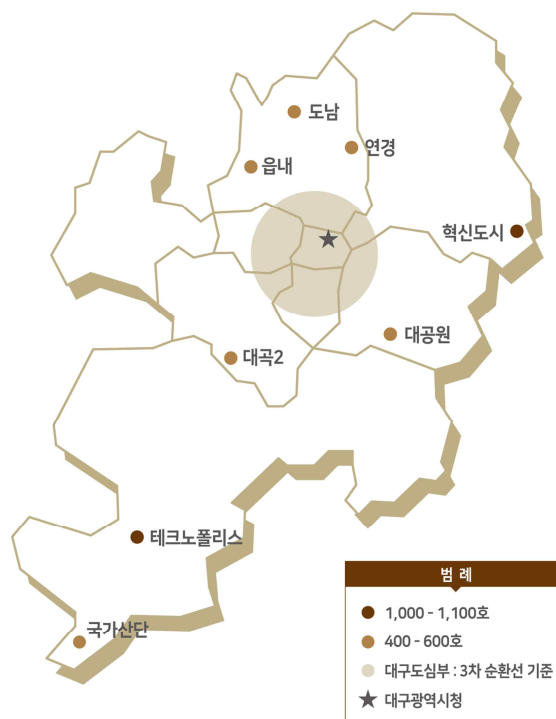 도남
연경
읍내
혁신도시
대공원
대곡2
테크노폴리스
국가산단
범 례
1,000 - 1,100호
400 - 600호
대구도심부 : 3차 순환선 기준
대구광역시청